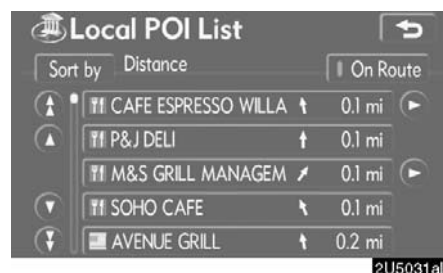 Local POI List
Sort by Distance On Route
CAFE ESPRESSO WILLA 0.1 mi
P&J DELI 0.1 mi
M&S GRILL MANAGEM 0.1 mi
SOHO CAFE 0.1 mi
AVENUE GRILL 0.2 mi
2U5031al